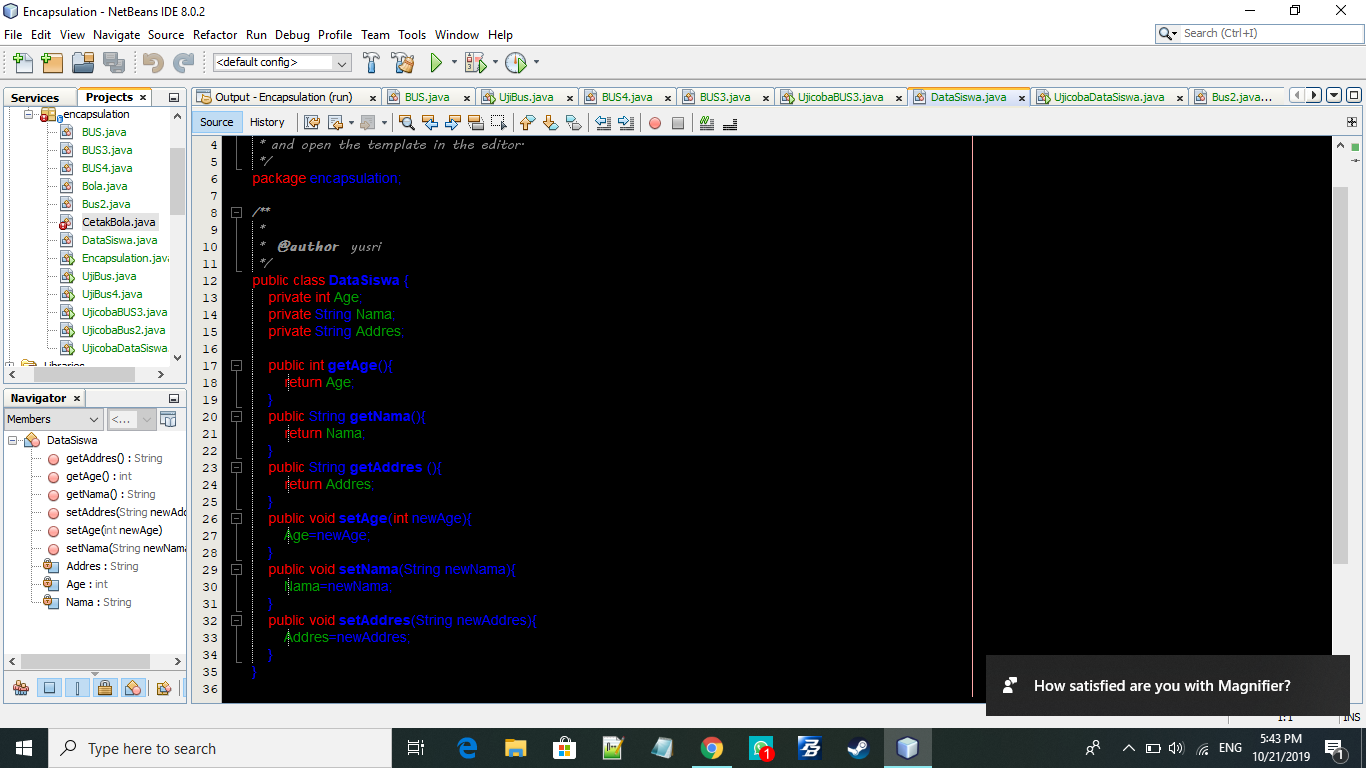 Encapsulation - NetBeans IDE 8.0.2
File Edit View Navigate Source Refactor Run Debug Profile Team Tools Window Help
Search (Ctrl+I)
<default config>
Services Projects
Output - Encapsulation (run) BUS.java UjiBus.java BUS4.java BUS3.java UjicobaBUS3.java DataSiswa.java UjicobaDataSiswa.java Bus2.java...
Source History
encapsulation
BUS.java
BUS3.java
BUS4.java
Bola.java
Bus2.java
CetakBola.java
DataSiswa.java
Encapsulation.java
UjiBus.java
UjiBus4.java
UjicobaBUS3.java
UjicobaBus2.java
UjicobaDataSiswa
Libraries
Navigator
Members <...
DataSiswa
getAddres() : String
getAge() : int
getNama() : String
setAddres(String newAdd
setAge(int newAge)
setNama(String newNama
Addres : String
Age : int
Nama : String
4 * and open the template in the editor.
5 */
6 package encapsulation;
7
8 /**
9 *
10 * @author yusri
11 */
12 public class DataSiswa {
13 private int Age;
14 private String Nama;
15 private String Addres;
16
17 public int getAge(){
18 return Age;
19 }
20 public String getNama(){
21 return Nama;
22 }
23 public String getAddres (){
24 return Addres;
25 }
26 public void setAge(int newAge){
27 Age=newAge;
28 }
29 public void setNama(String newNama){
30 Nama=newNama;
31 }
32 public void setAddres(String newAddres){
33 Addres=newAddres;
34 }
35 }
36
How satisfied are you with Magnifier?
1:1 INS
Type here to search
1
ENG
5:43 PM
10/21/2019
1